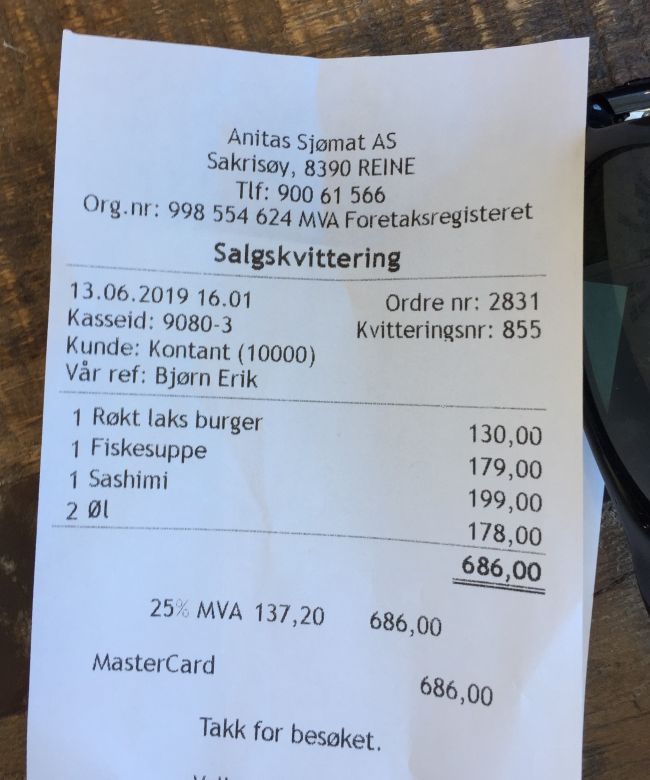 Anitas Sjømat AS
Sakrisøy, 8390 REINE
Tlf: 900 61 566
Org.nr: 998 554 624 MVA Foretaksregisteret
Salgskvittering
13.06.2019 16.01 Ordre nr: 2831
Kasseid: 9080-3 Kvitteringsnr: 855
Kunde: Kontant (10000)
Vår ref: Bjørn Erik
1 Røkt laks burger 130,00
1 Fiskesuppe 179,00
1 Sashimi 199,00
2 Øl 178,00
686,00
25% MVA 137,20 686,00
MasterCard 686,00
Takk for besøket.